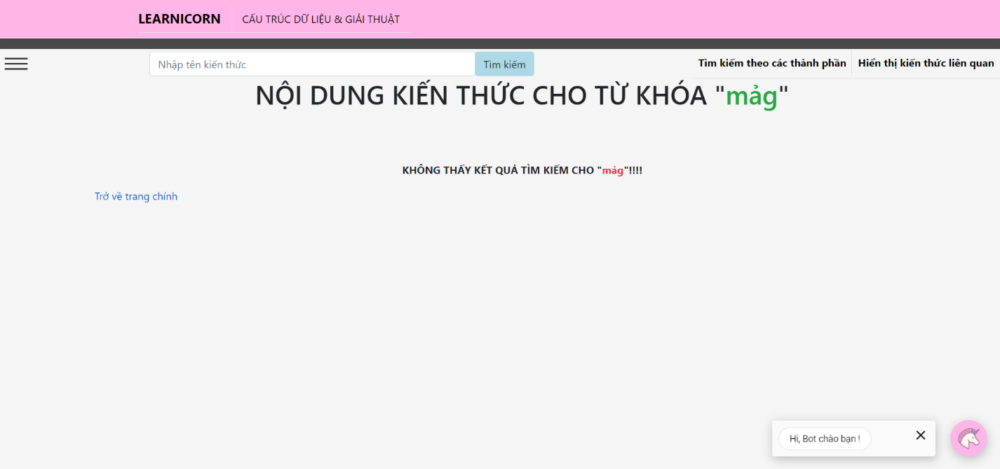 LEARNICORN
CẤU TRÚC DỮ LIỆU & GIẢI THUẬT
Nhập tên kiến thức
Tìm kiếm
Tìm kiếm theo các thành phần
Hiển thị kiến thức liên quan
NỘI DUNG KIẾN THỨC CHO TỪ KHÓA "mảg"
KHÔNG THẤY KẾT QUẢ TÌM KIẾM CHO "mảg"!!!!
Trở về trang chính
Hi, Bot chào bạn !